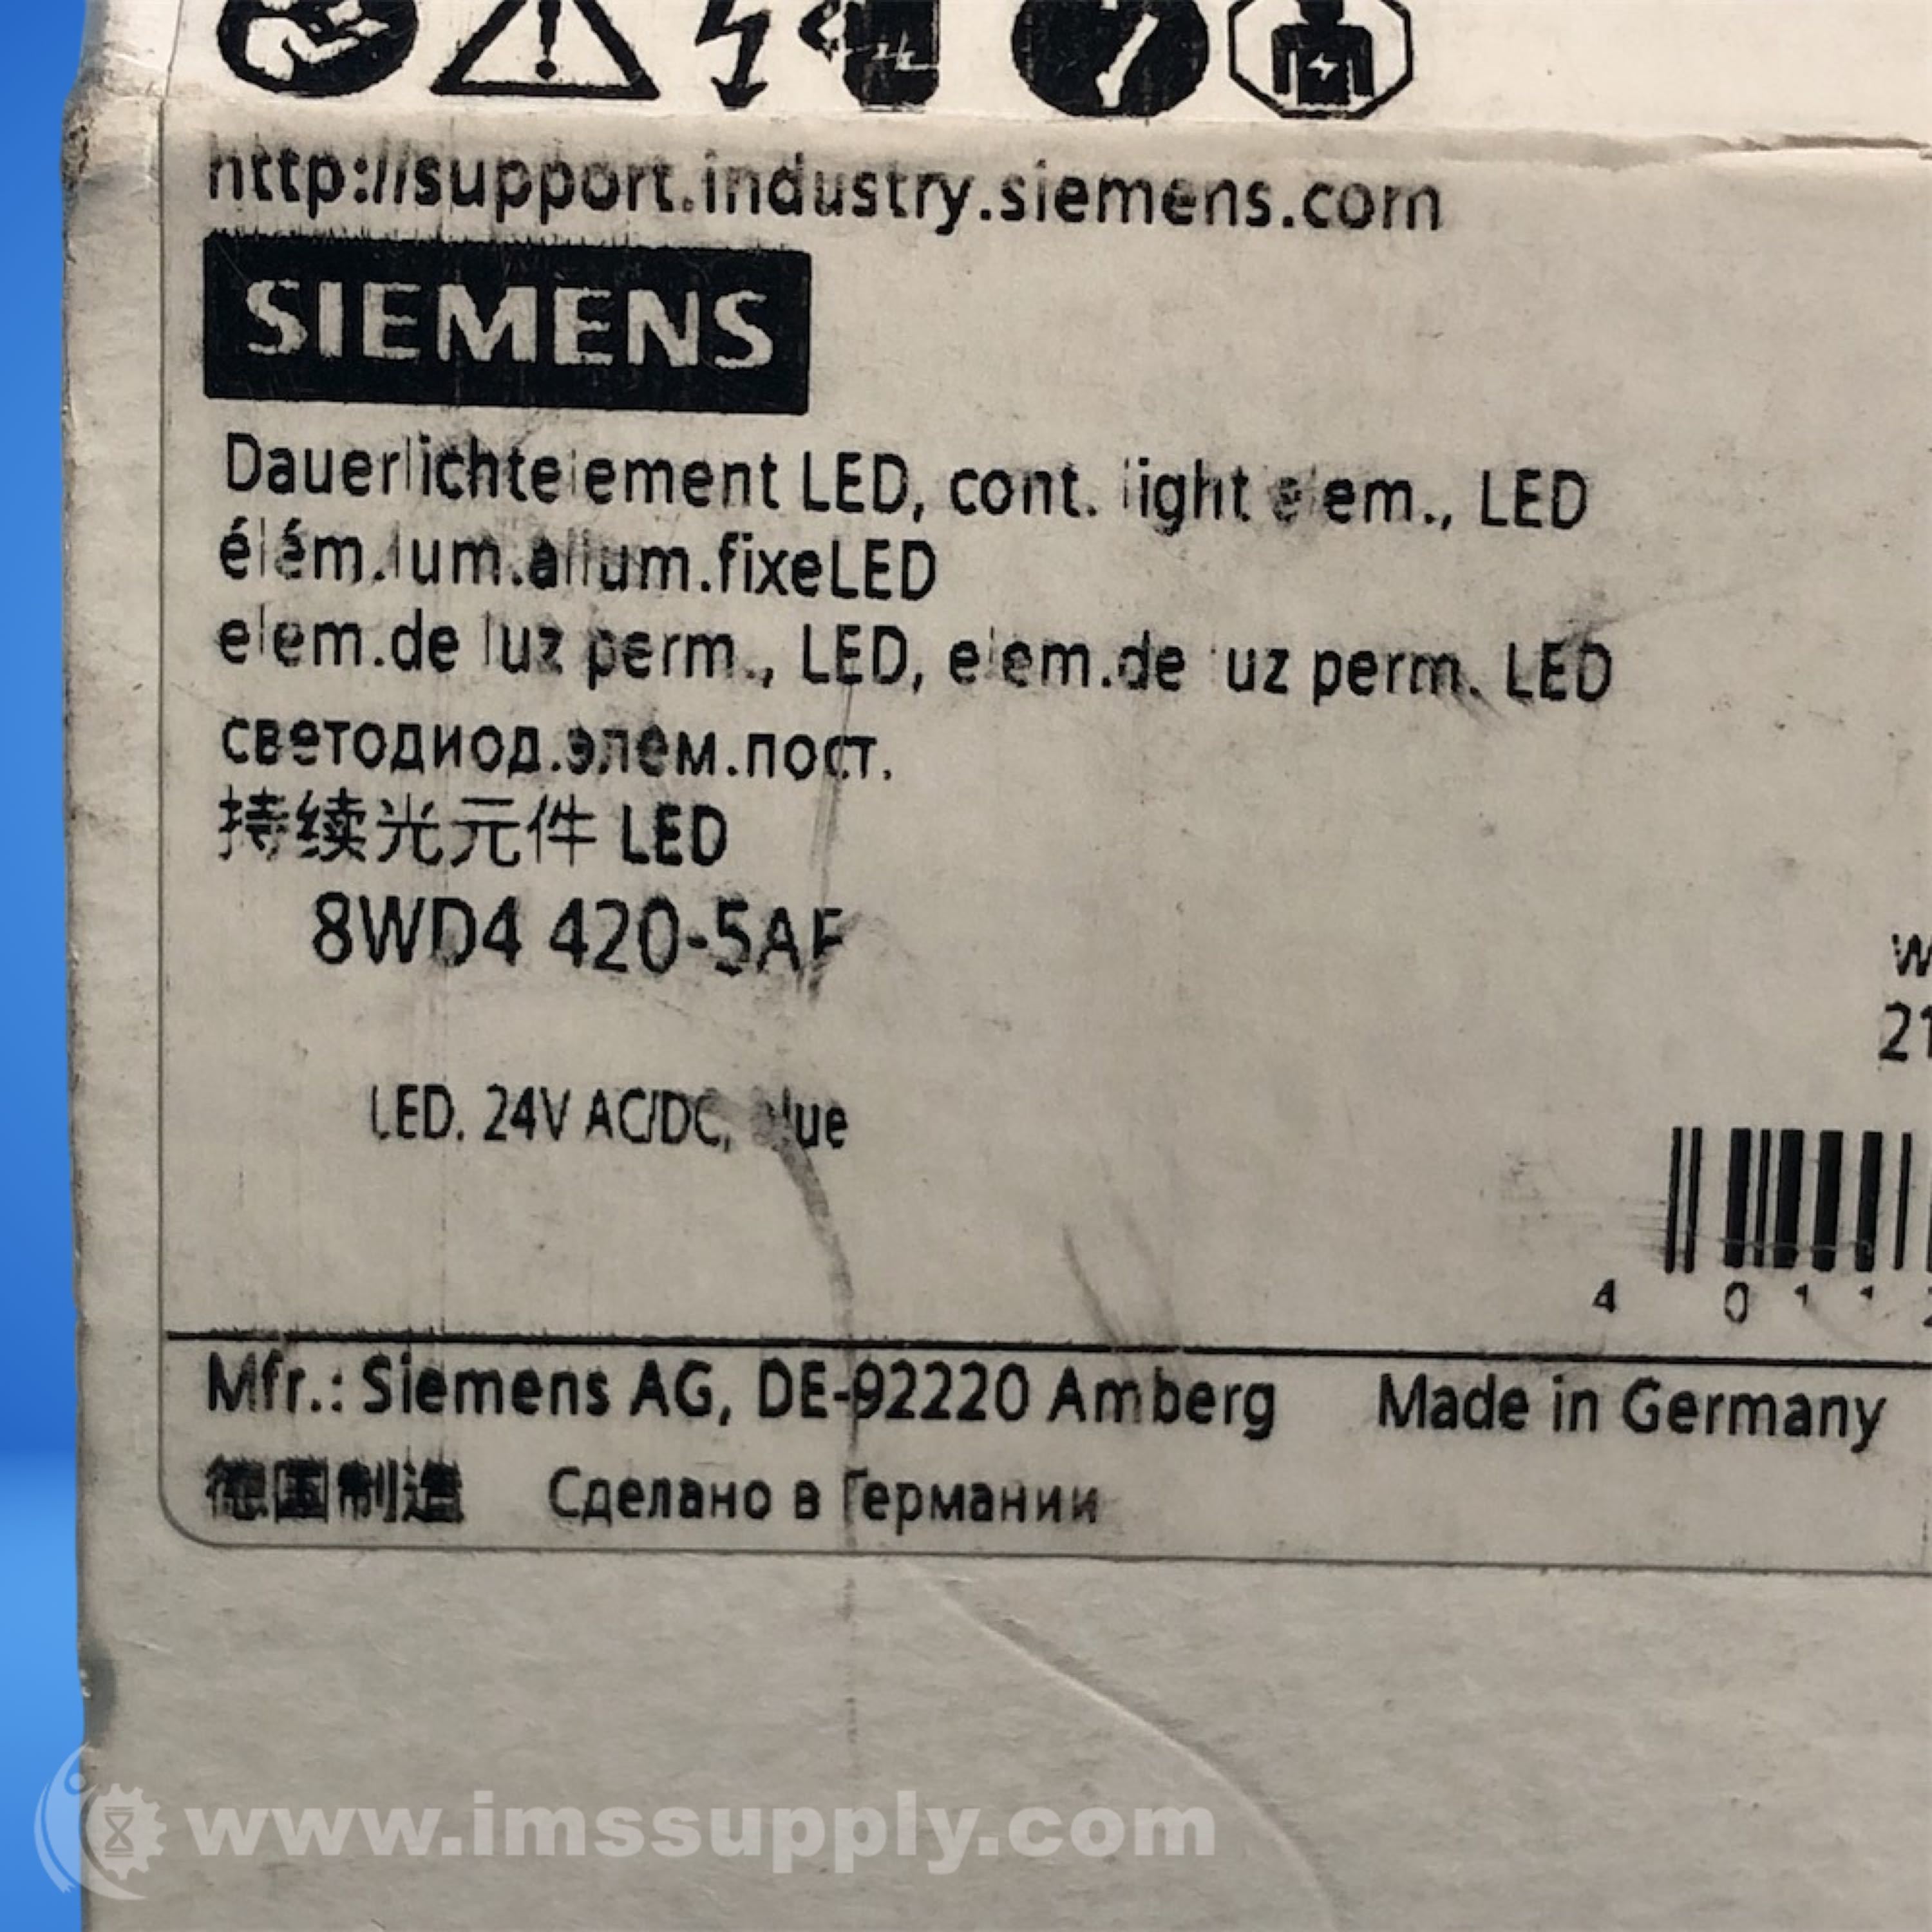 http://support.industry.siemens.com
SIEMENS
Dauerlichtelement LED, cont. light elem., LED
élém.lum.allum.fixeLED
elem.de luz perm., LED, elem.de luz perm. LED
светодиод.элем.пост.
持续光元件 LED
8WD4 420-5AF
LED, 24V AC/DC, blue
21
4 011
Mfr.: Siemens AG, DE-92220 Amberg Made in Germany
德国制造 Сделано в Германии
www.imssupply.com